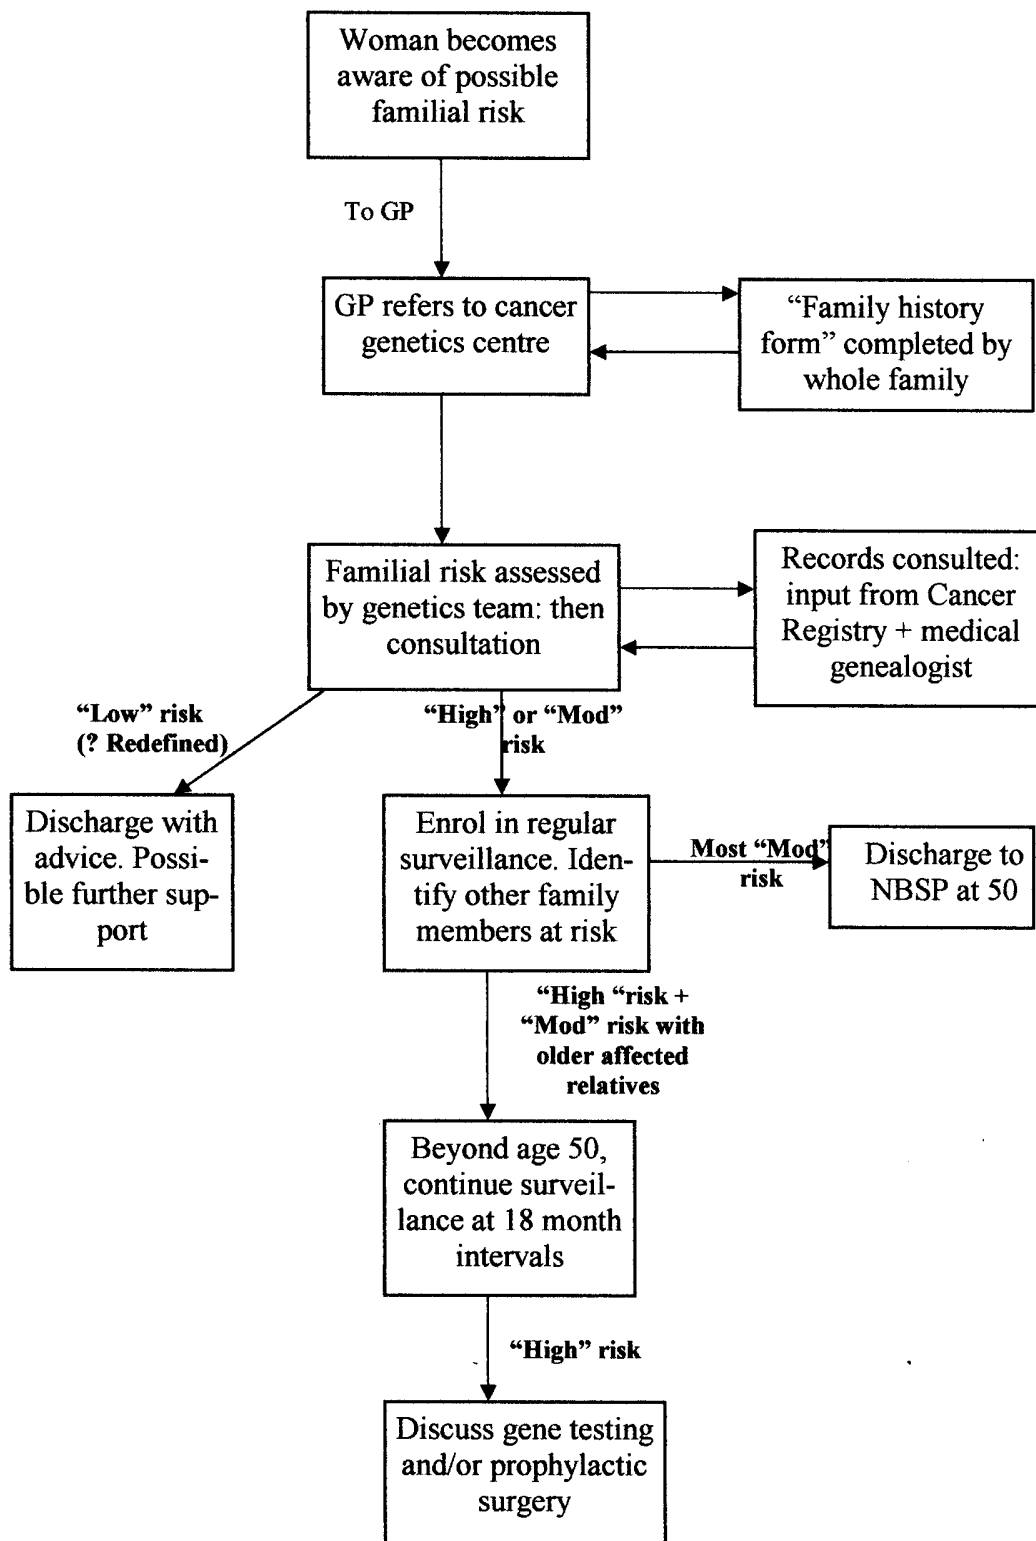 Woman becomes
aware of possible
familial risk
To GP
GP refers to cancer
genetics centre
“Family history
form” completed by
whole family
Familial risk assessed
by genetics team: then
consultation
Records consulted:
input from Cancer
Registry + medical
genealogist
“Low” risk
(? Redefined)
“High” or “Mod”
risk
Discharge with
advice. Possi-
ble further sup-
port
Enrol in regular
surveillance. Iden-
tify other family
members at risk
Most “Mod”
risk
Discharge to
NBSP at 50
“High “risk +
“Mod” risk with
older affected
relatives
Beyond age 50,
continue surveil-
lance at 18 month
intervals
“High” risk
Discuss gene testing
and/or prophylactic
surgery